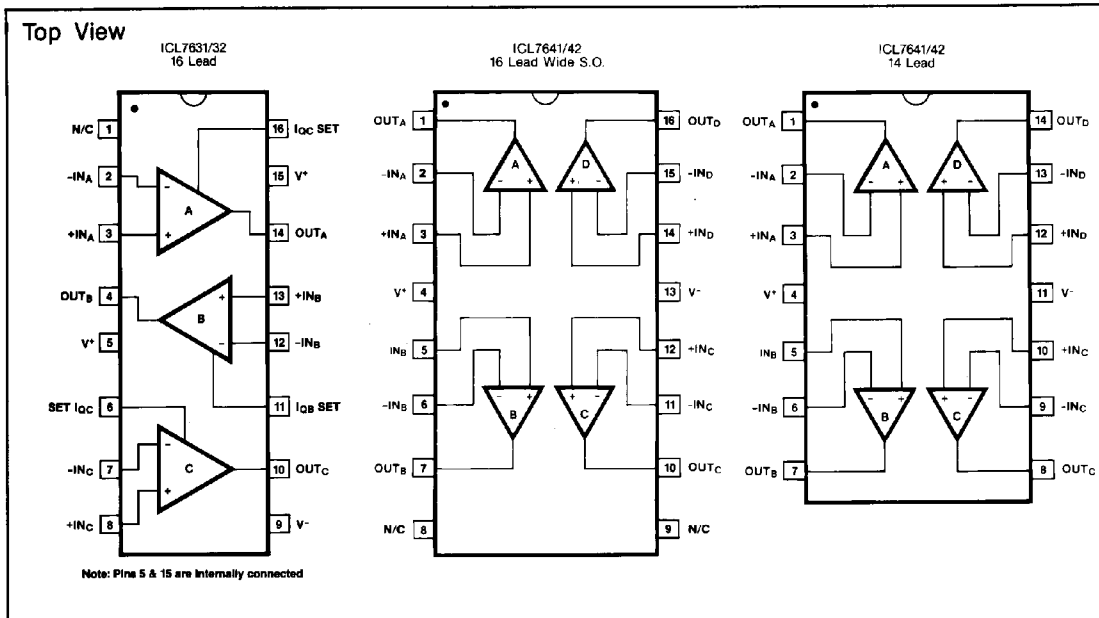 Top View
ICL7631/32
16 Lead
N/C 1
2
-INA
+INA 3
OUTB 4
V+ 5
SET IQC 6
-INC 7
+INC 8
16 IQC SET
15 V+
14 OUTA
13 +INB
12 -INB
11 IQB SET
10 OUTC
9 V-
- A +
+ B -
- C +
Note: Pins 5 & 15 are internally connected
ICL7641/42
16 Lead Wide S.O.
OUTA 1
-INA 2
+INA 3
V+ 4
INB 5
-INB 6
OUTB 7
N/C 8
16 OUTD
15 -IND
14 +IND
13 V-
12 +INC
11 -INC
10 OUTC
9 N/C
A - +
D + -
- + B
+ - C
ICL7641/42
14 Lead
OUTA 1
-INA 2
+INA 3
V+ 4
INB 5
-INB 6
OUTB 7
14 OUTD
13 -IND
12 +IND
11 V-
10 +INC
9 -INC
8 OUTC
A - +
D + -
- + B
+ - C